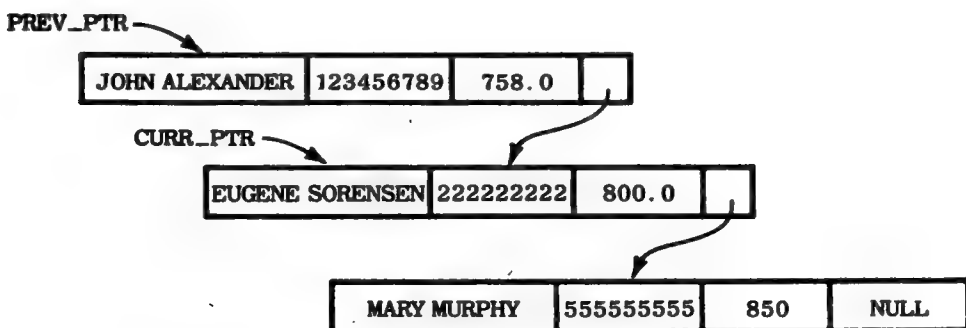 PREV_PTR
JOHN ALEXANDER 123456789 758.0
CURR_PTR
EUGENE SORENSEN 222222222 800.0
MARY MURPHY 555555555 850 NULL